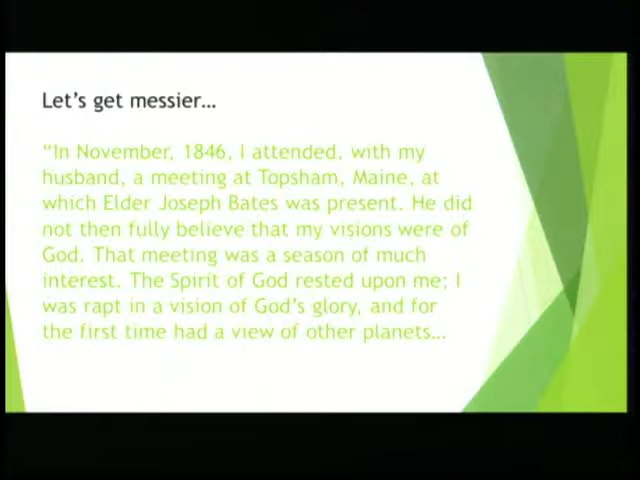 Let's get messier…
"In November, 1846, I attended, with my
husband, a meeting at Topsham, Maine, at
which Elder Joseph Bates was present. He did
not then fully believe that my visions were of
God. That meeting was a season of much
interest. The Spirit of God rested upon me; I
was rapt in a vision of God's glory, and for
the first time had a view of other planets…